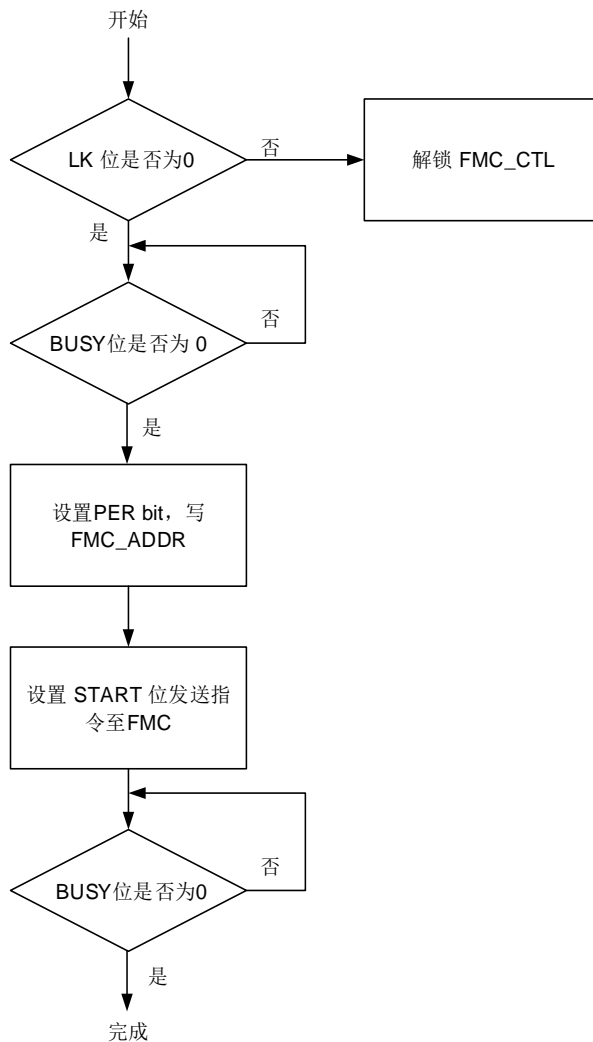 开始
LK 位是否为0
否
解锁 FMC_CTL
是
BUSY位是否为 0
否
是
设置PER bit，写
FMC_ADDR
设置 START 位发送指
令至FMC
BUSY位是否为0
否
是
完成